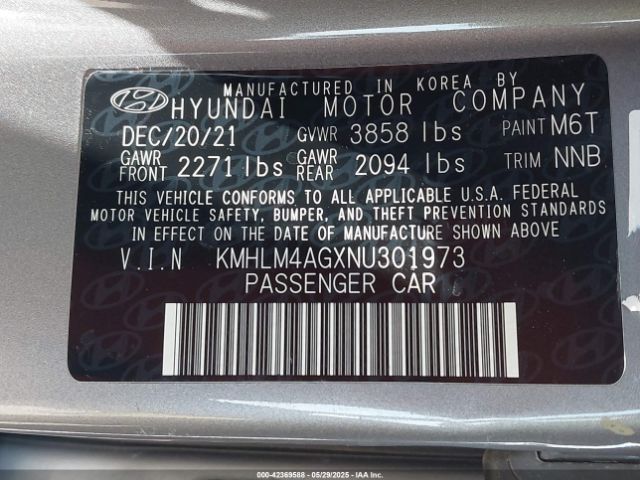 MANUFACTURED IN KOREA BY
HYUNDAI MOTOR COMPANY
DEC/20/21 GVWR 3858 lbs PAINT M6T
GAWR FRONT 2271 lbs GAWR REAR 2094 lbs TRIM NNB
THIS VEHICLE CONFORMS TO ALL APPLICABLE U.S.A. FEDERAL
MOTOR VEHICLE SAFETY, BUMPER, AND THEFT PREVENTION STANDARDS
IN EFFECT ON THE DATE OF MANUFACTURE SHOWN ABOVE.
V.I.N KMHLM4AGXNU301973
PASSENGER CAR
000-42369588 - 05/29/2025 - IAAI.COM